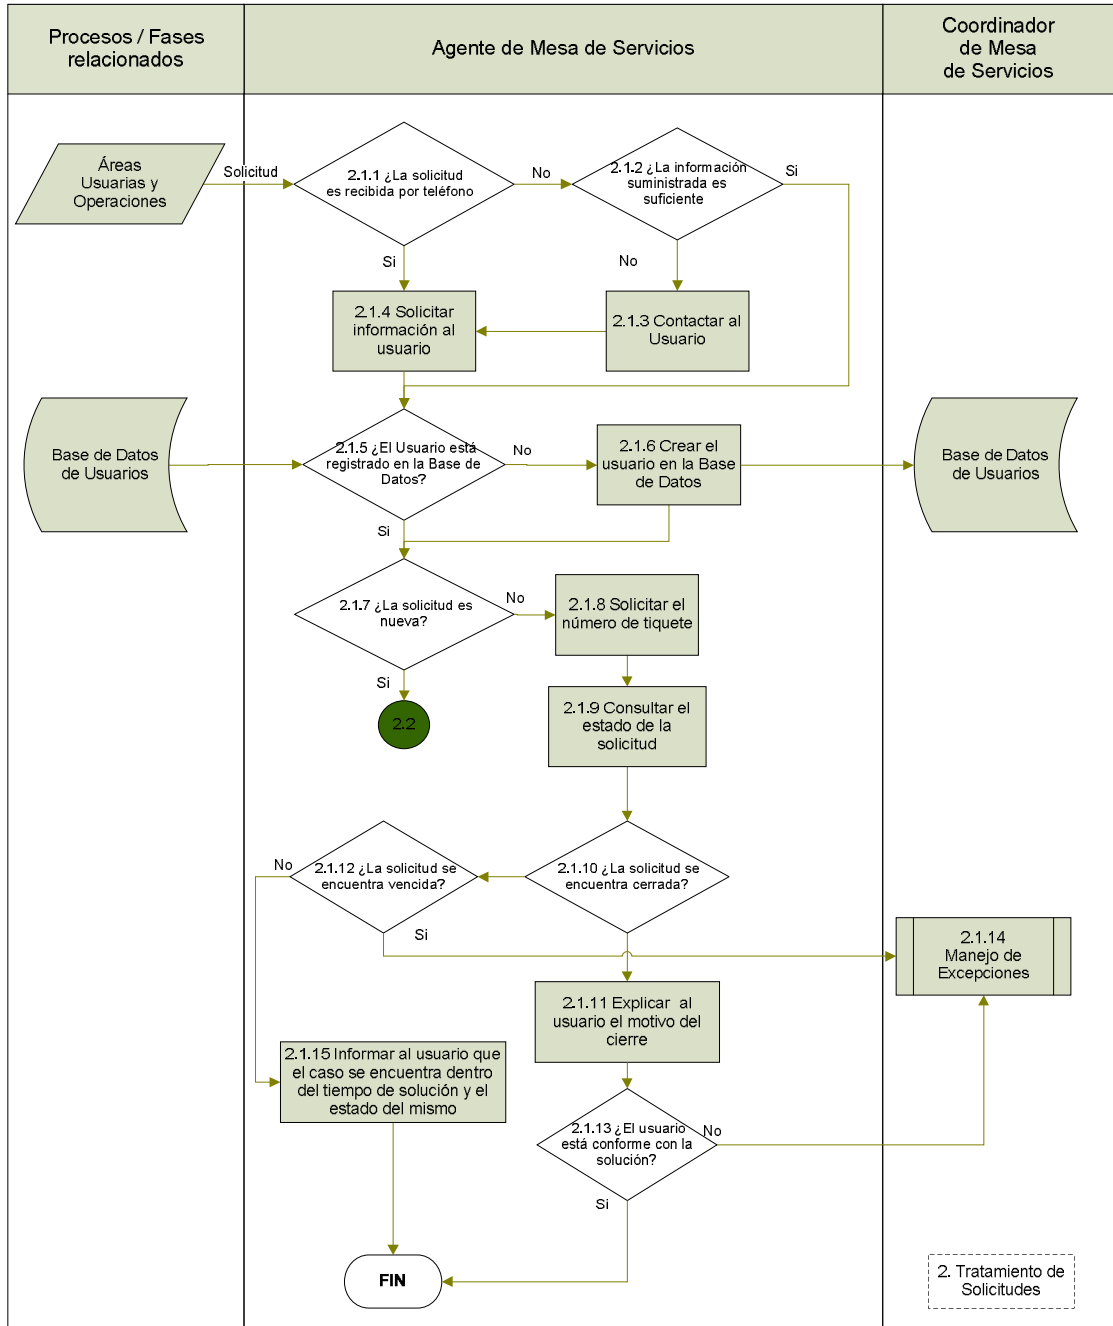 Procesos / Fases
relacionados
Agente de Mesa de Servicios
Coordinador
de Mesa
de Servicios
Áreas
Usuarias y
Operaciones
Solicitud
2.1.1 ¿La solicitud
es recibida por teléfono
No
2.1.2 ¿La información
suministrada es
suficiente
Si
Si
No
2.1.4 Solicitar
información al
usuario
2.1.3 Contactar al
Usuario
Base de Datos
de Usuarios
2.1.5 ¿El Usuario está
registrado en la Base de
Datos?
No
2.1.6 Crear el
usuario en la Base
de Datos
Base de Datos
de Usuarios
Si
2.1.7 ¿La solicitud es
nueva?
No
2.1.8 Solicitar el
número de tiquete
Si
2.2
2.1.9 Consultar el
estado de la
solicitud
No
2.1.12 ¿La solicitud se
encuentra vencida?
2.1.10 ¿La solicitud se
encuentra cerrada?
Si
2.1.14
Manejo de
Excepciones
2.1.11 Explicar al
usuario el motivo del
cierre
2.1.15 Informar al usuario que
el caso se encuentra dentro
del tiempo de solución y el
estado del mismo
2.1.13 ¿El usuario
está conforme con la
solución?
No
Si
FIN
2. Tratamiento de
Solicitudes